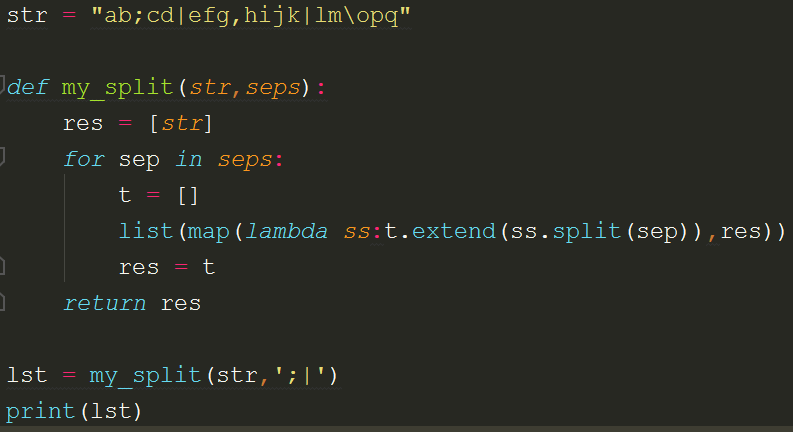 str = "ab;cd|efg,hijk|lm\opq"
def my_split(str,seps):
    res = [str]
    for sep in seps:
        t = []
        list(map(lambda ss:t.extend(ss.split(sep)),res))
        res = t
    return res
lst = my_split(str,';|')
print(lst)